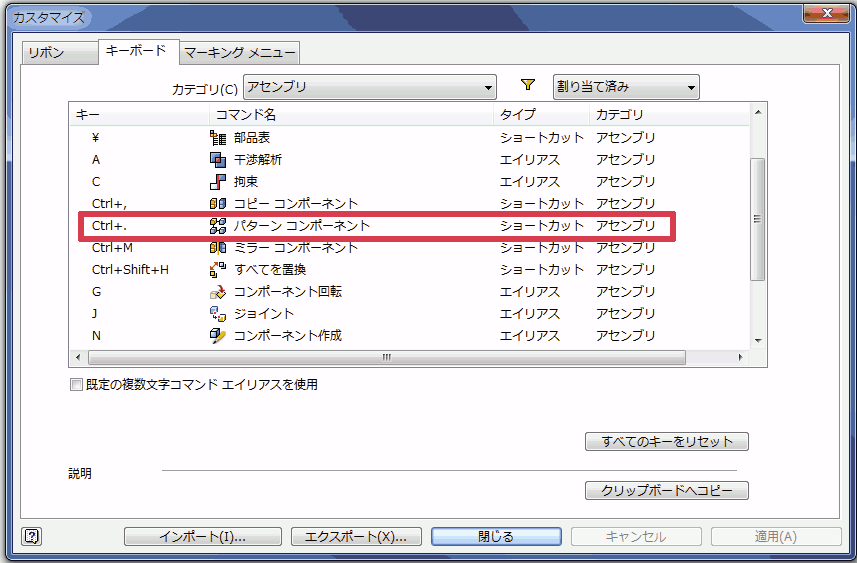 カスタマイズ
リボン キーボード マーキング メニュー
カテゴリ(C) アセンブリ 割り当て済み
キー コマンド名 タイプ カテゴリ
¥ 部品表 ショートカット アセンブリ
A 干渉解析 エイリアス アセンブリ
C 拘束 エイリアス アセンブリ
Ctrl+, コピー コンポーネント ショートカット アセンブリ
Ctrl+. パターン コンポーネント ショートカット アセンブリ
Ctrl+M ミラー コンポーネント ショートカット アセンブリ
Ctrl+Shift+H すべてを置換 ショートカット アセンブリ
G コンポーネント回転 エイリアス アセンブリ
J ジョイント エイリアス アセンブリ
N コンポーネント作成 エイリアス アセンブリ
既定の複数文字コマンド エイリアスを使用
すべてのキーをリセット
説明
クリップボードへコピー
インポート(I)... エクスポート(X)... 閉じる キャンセル 適用(A)